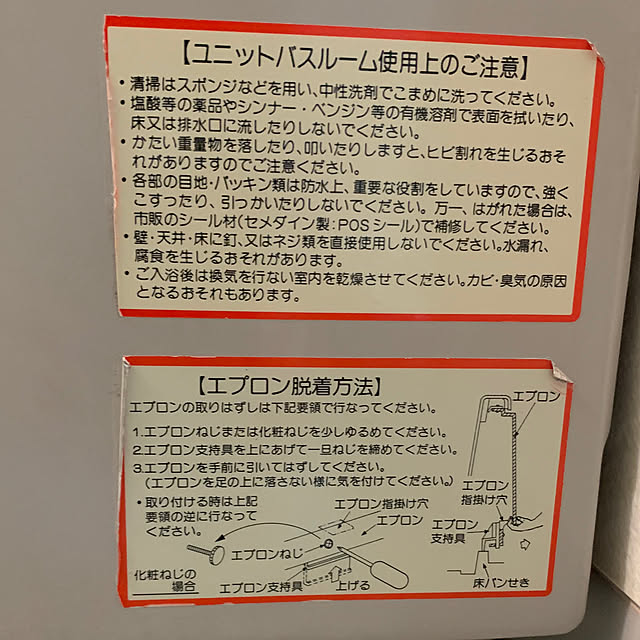 【ユニットバスルーム使用上のご注意】
・清掃はスポンジなどを用い、中性洗剤でこまめに洗ってください。
・塩酸等の薬品やシンナー・ベンジン等の有機溶剤で表面を拭いたり、
床又は排水口に流したりしないでください。
・かたい重量物を落したり、叩いたりしますと、ヒビ割れを生じるおそ
れがありますのでご注意ください。
・各部の目地・パッキン類は防水上、重要な役割をしていますので、強く
こすったり、引っかいたりしないでください。万一、はがれた場合は、
市販のシール材(セメダイン製:POSシール)で補修してください。
・壁・天井・床に釘、又はネジ類を直接使用しないでください。水漏れ、
腐食を生じるおそれがあります。
・ご入浴後は換気を行ない室内を乾燥させてください。カビ・臭気の原因
となるおそれもあります。
【エプロン脱着方法】
エプロンの取りはずしは下記要領で行なってください。
1.エプロンねじまたは化粧ねじを少しゆるめてください。
2.エプロン支持具を上にあげて一旦ねじを締めてください。
3.エプロンを手前に引いてはずしてください。
(エプロンを足の上に落さない様に気を付けてください。)
・取り付ける時は上記
要領の逆に行なって
ください。
エプロン指掛け穴
エプロン
エプロンねじ
化粧ねじの
場合
エプロン支持具
上げる
エプロン
エプロン
指掛け穴
エプロン
支持具
床パンせき